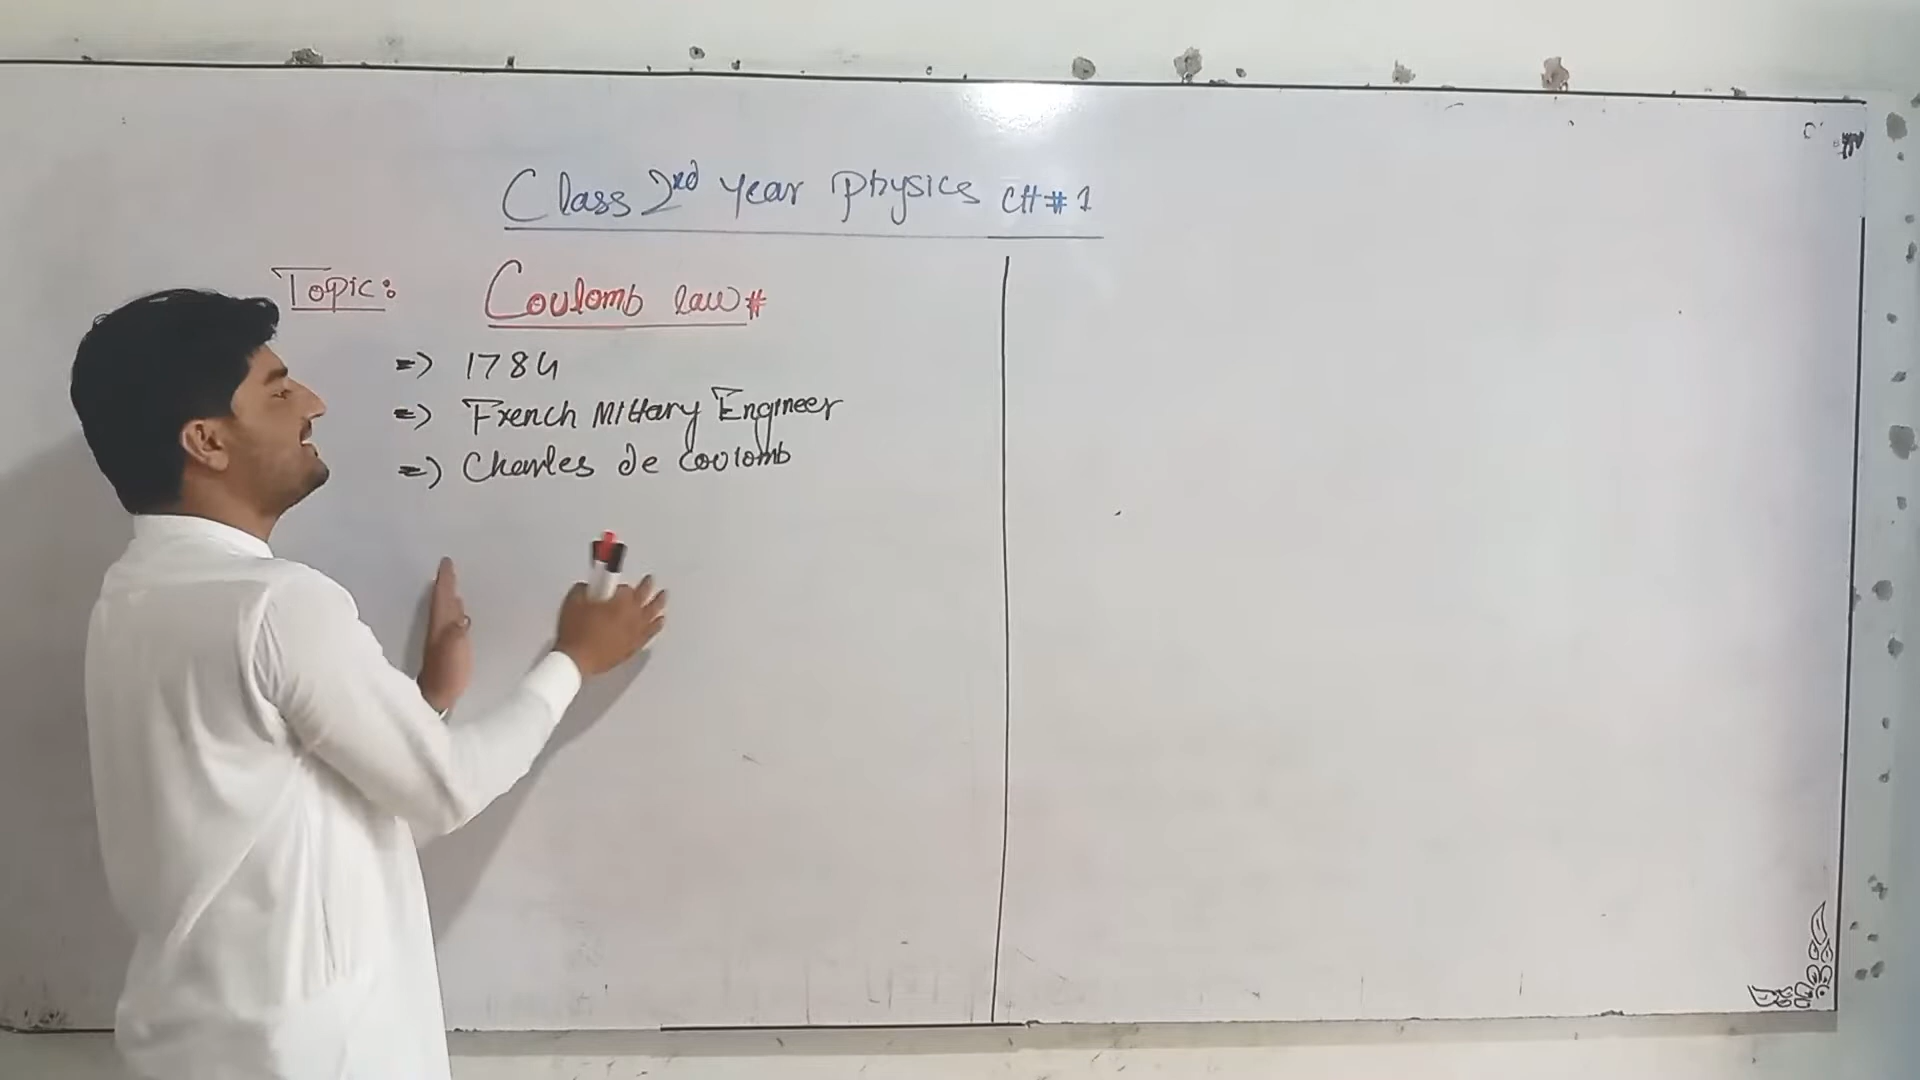 Class 2nd year physics CH#1
Topic: Coulomb law #
=> 1784
=> French Military Engineer
=> Charles de Coulomb